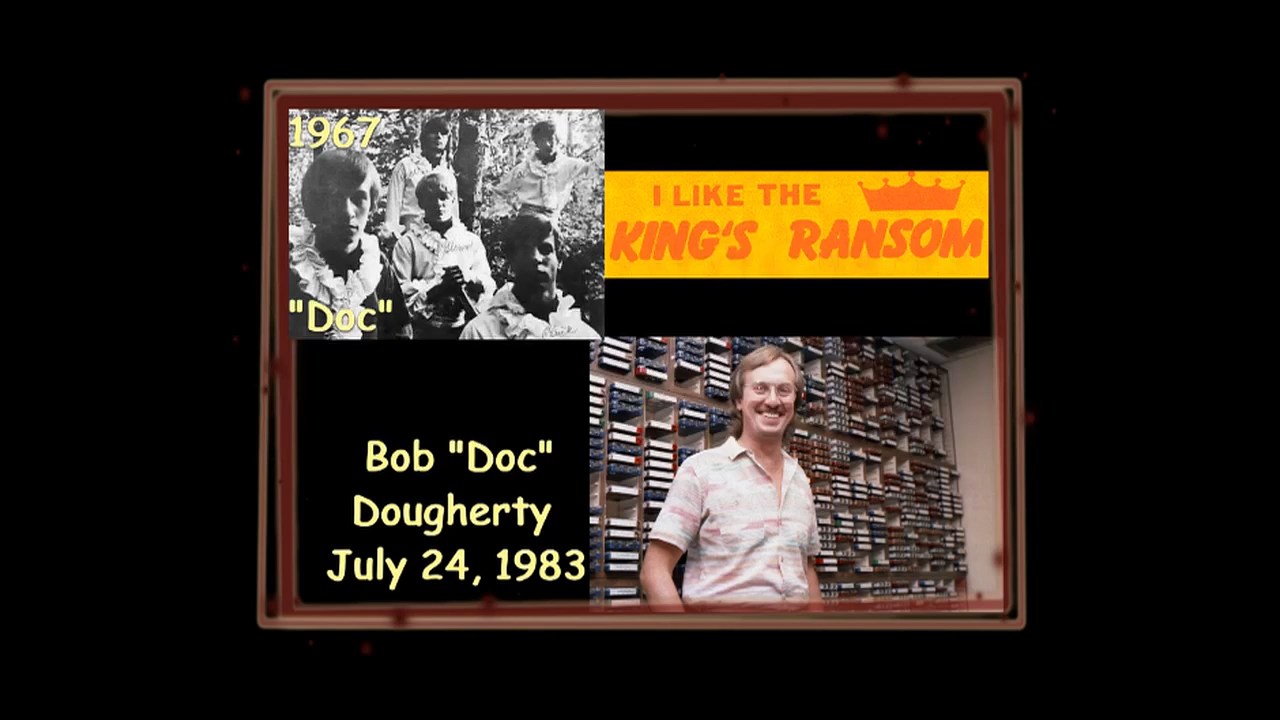 1967
"Doc"
I LIKE THE
KING'S RANSOM
Bob "Doc"
Dougherty
July 24, 1983